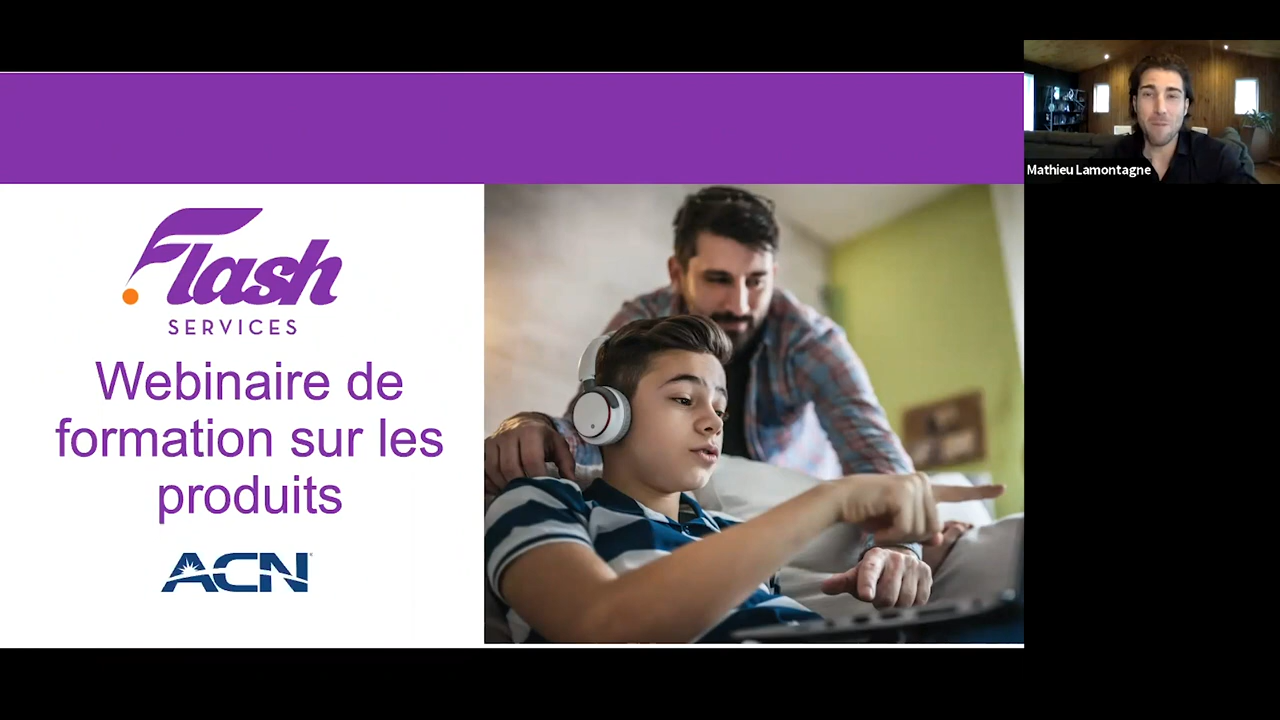 Flash
SERVICES
Webinaire de
formation sur les
produits
ACN
Mathieu Lamontagne